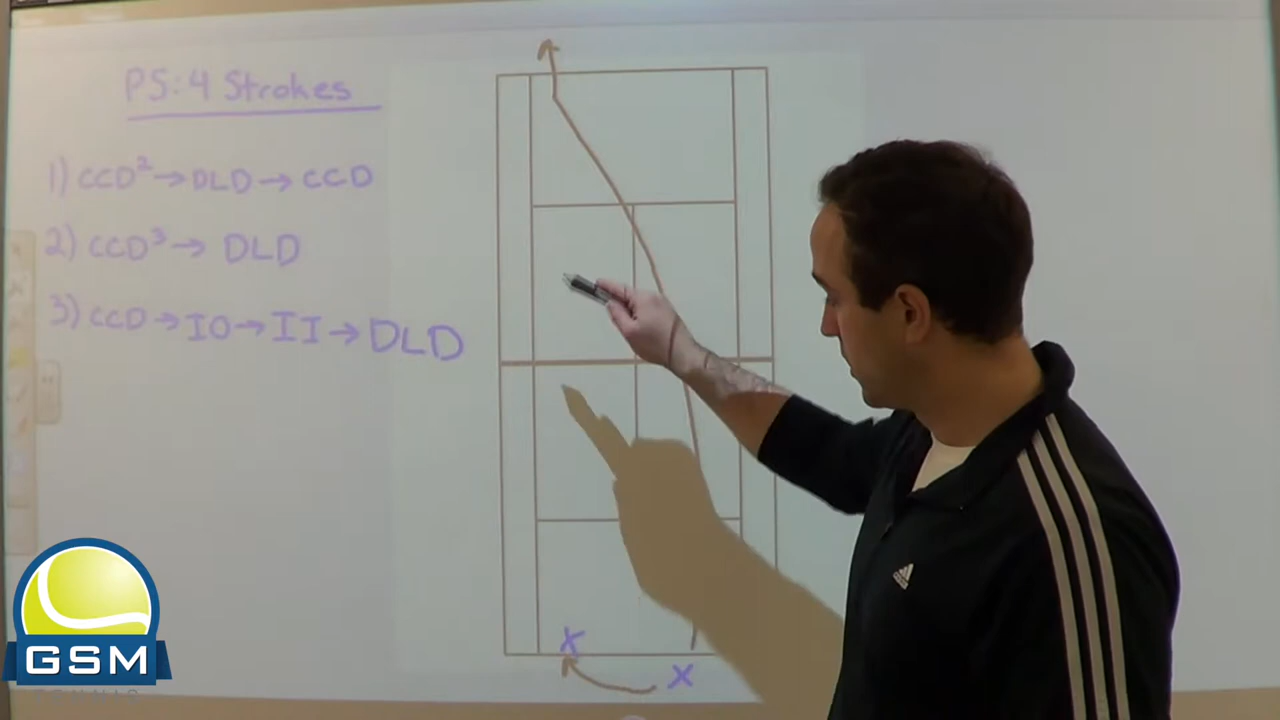 PS: 4 Strokes
1) CCD² → DLD → CCD
2) CCD³ → DLD
3) CCD → IO → II → DLD
X
X
GSM